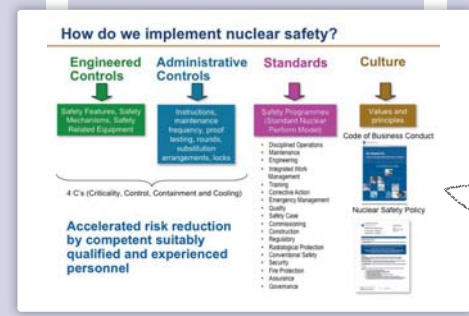 How do we implement nuclear safety?
Engineered
Controls
Safety Features, Safety
Mechanisms, Safety
Related Equipment
Administrative
Controls
Instructions,
maintenance
frequency, proof
testing, rounds,
substitution
arrangements, locks
4 C's (Criticality, Control, Containment and Cooling)
Accelerated risk reduction
by competent suitably
qualified and experienced
personnel
Standards
Safety Programmes
(Standard Nuclear
Perform Model)
• Disciplined Operations
• Maintenance
• Engineering
• Integrated Work
Management
• Training
• Corrective Action
• Emergency Management
• Quality
• Safety Case
• Commissioning
• Construction
• Regulatory
• Radiological Protection
• Conventional Safety
• Security
• Fire Protection
• Assurance
• Governance
Culture
Values and
principles
Code of Business Conduct
Nuclear Safety Policy